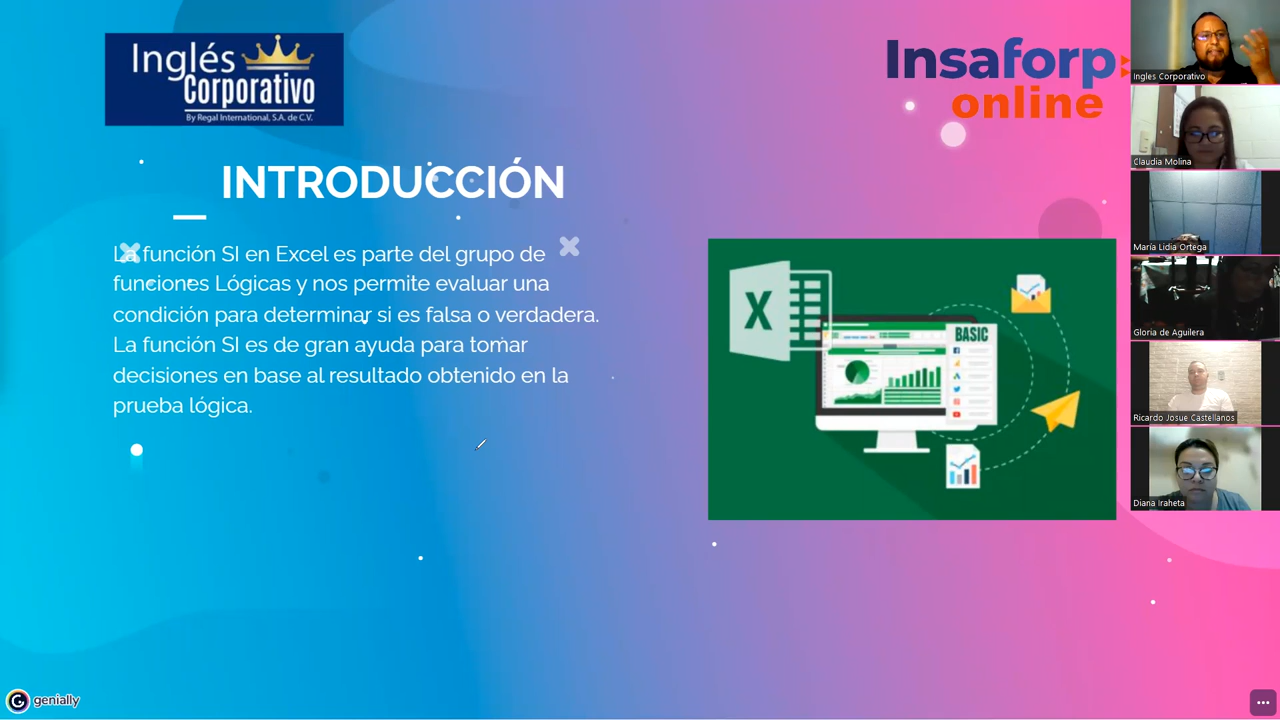 Inglés
Corporativo
By Regal International, S.A. de C.V.
Insaforp
online
INTRODUCCIÓN
La función SI en Excel es parte del grupo de
funciones Lógicas y nos permite evaluar una
condición para determinar si es falsa o verdadera.
La función SI es de gran ayuda para tomar
decisiones en base al resultado obtenido en la
prueba lógica.
X
BASIC
Ingles Corporativo
Claudia Molina
María Lidia Ortega
Gloria de Aguilera
Ricardo Josue Castellanos
Diana Iraheta
genially